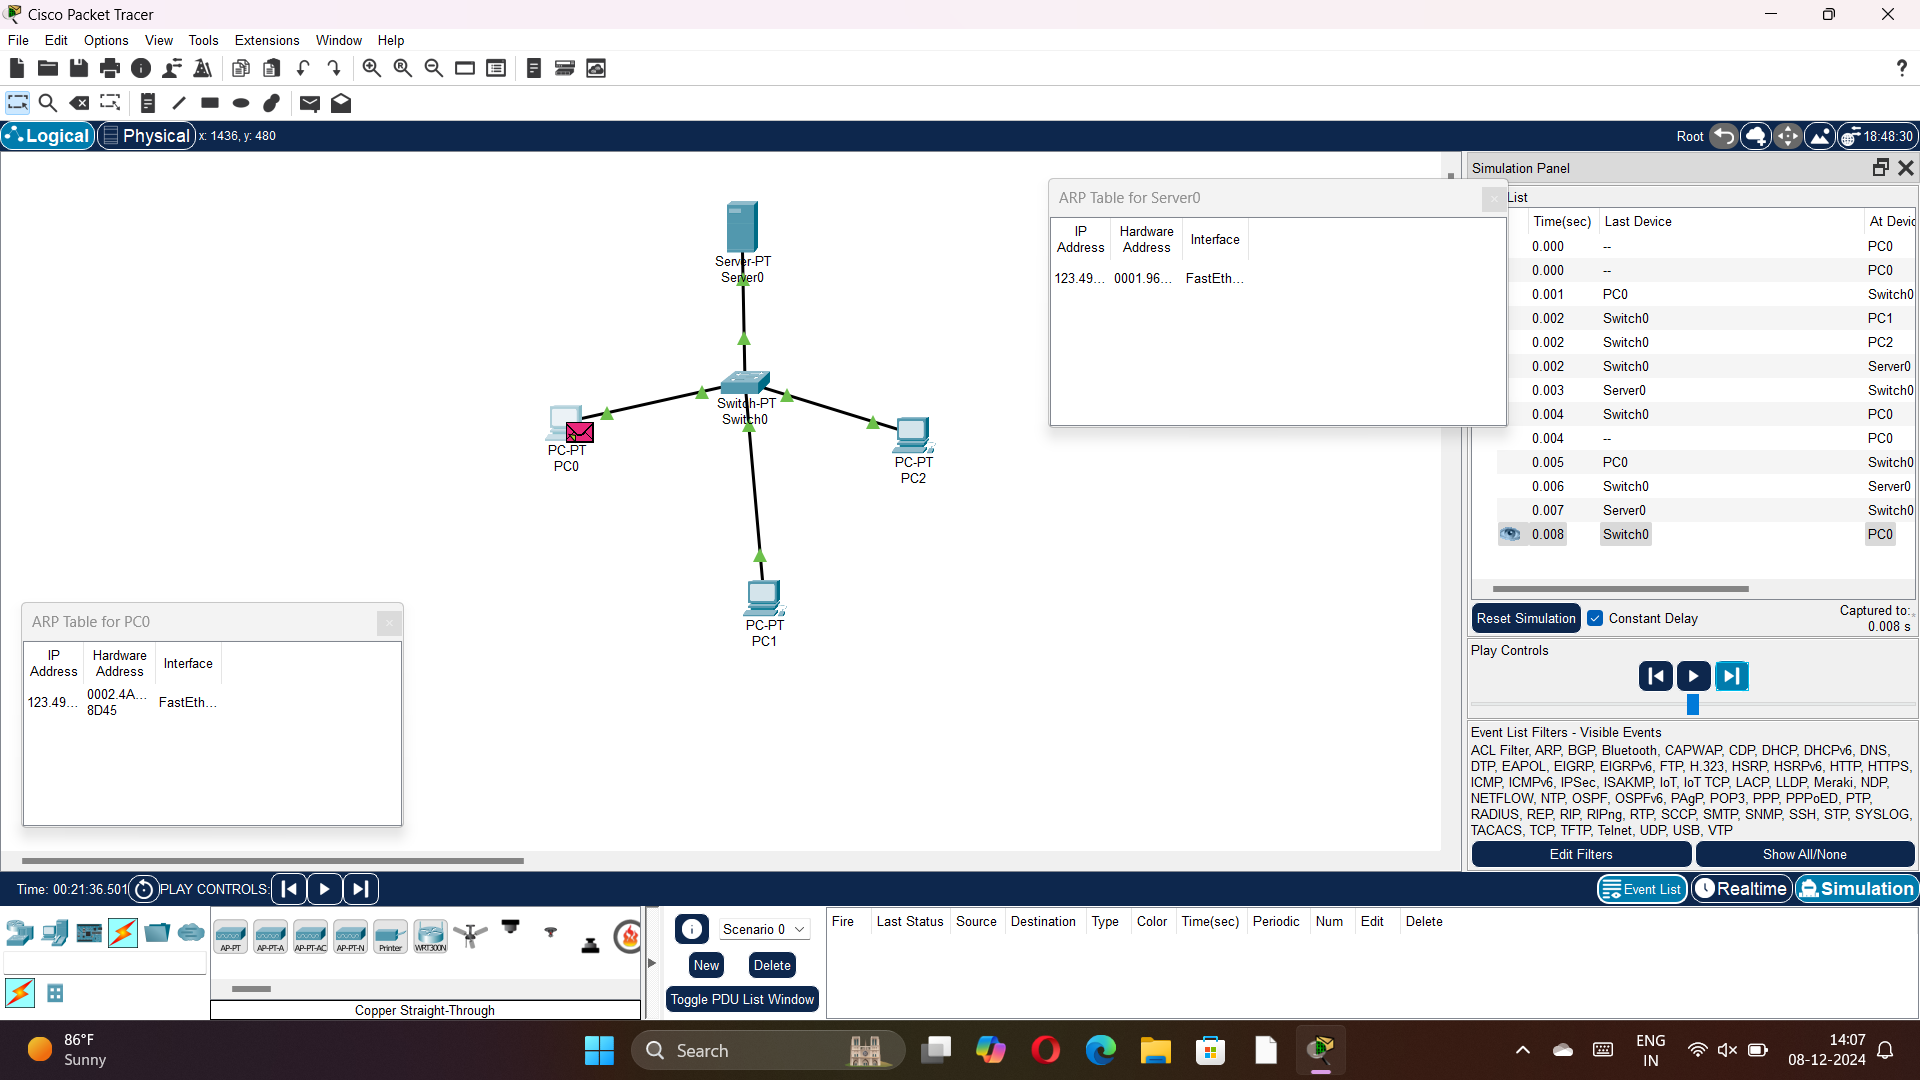 Cisco Packet Tracer
File Edit Options View Tools Extensions Window Help
Logical Physical x: 1436, y: 480
Root 18:48:30
Server-PT
Server0
Switch-PT
Switch0
PC-PT
PC0
PC-PT
PC2
PC-PT
PC1
ARP Table for Server0
IP Address Hardware Address Interface
123.49... 0001.96... FastEth...
ARP Table for PC0
IP Address Hardware Address Interface
123.49... 0002.4A... 8D45 FastEth...
Simulation Panel
List
Time(sec) Last Device At Devic
0.000 -- PC0
0.000 -- PC0
0.001 PC0 Switch0
0.002 Switch0 PC1
0.002 Switch0 PC2
0.002 Switch0 Server0
0.003 Server0 Switch0
0.004 Switch0 PC0
0.004 -- PC0
0.005 PC0 Switch0
0.006 Switch0 Server0
0.007 Server0 Switch0
0.008 Switch0 PC0
Reset Simulation Constant Delay Captured to:
0.008 s
Play Controls
Event List Filters - Visible Events
ACL Filter, ARP, BGP, Bluetooth, CAPWAP, CDP, DHCP, DHCPv6, DNS,
DTP, EAPOL, EIGRP, EIGRPv6, FTP, H.323, HSRP, HSRPv6, HTTP, HTTPS,
ICMP, ICMPv6, IPSec, ISAKMP, IoT, IoT TCP, LACP, LLDP, Meraki, NDP,
NETFLOW, NTP, OSPF, OSPFv6, PAgP, POP3, PPP, PPPoED, PTP,
RADIUS, REP, RIP, RIPng, RTP, SCCP, SMTP, SNMP, SSH, STP, SYSLOG,
TACACS, TCP, TFTP, Telnet, UDP, USB, VTP
Edit Filters Show All/None
Time: 00:21:36.501 PLAY CONTROLS:
Event List Realtime Simulation
AP-PT AP-PT-A AP-PT-AC AP-PT-N Printer WRT300N
Copper Straight-Through
Scenario 0
New Delete
Toggle PDU List Window
Fire Last Status Source Destination Type Color Time(sec) Periodic Num Edit Delete
86°F
Sunny
Search
ENG
IN
14:07
08-12-2024